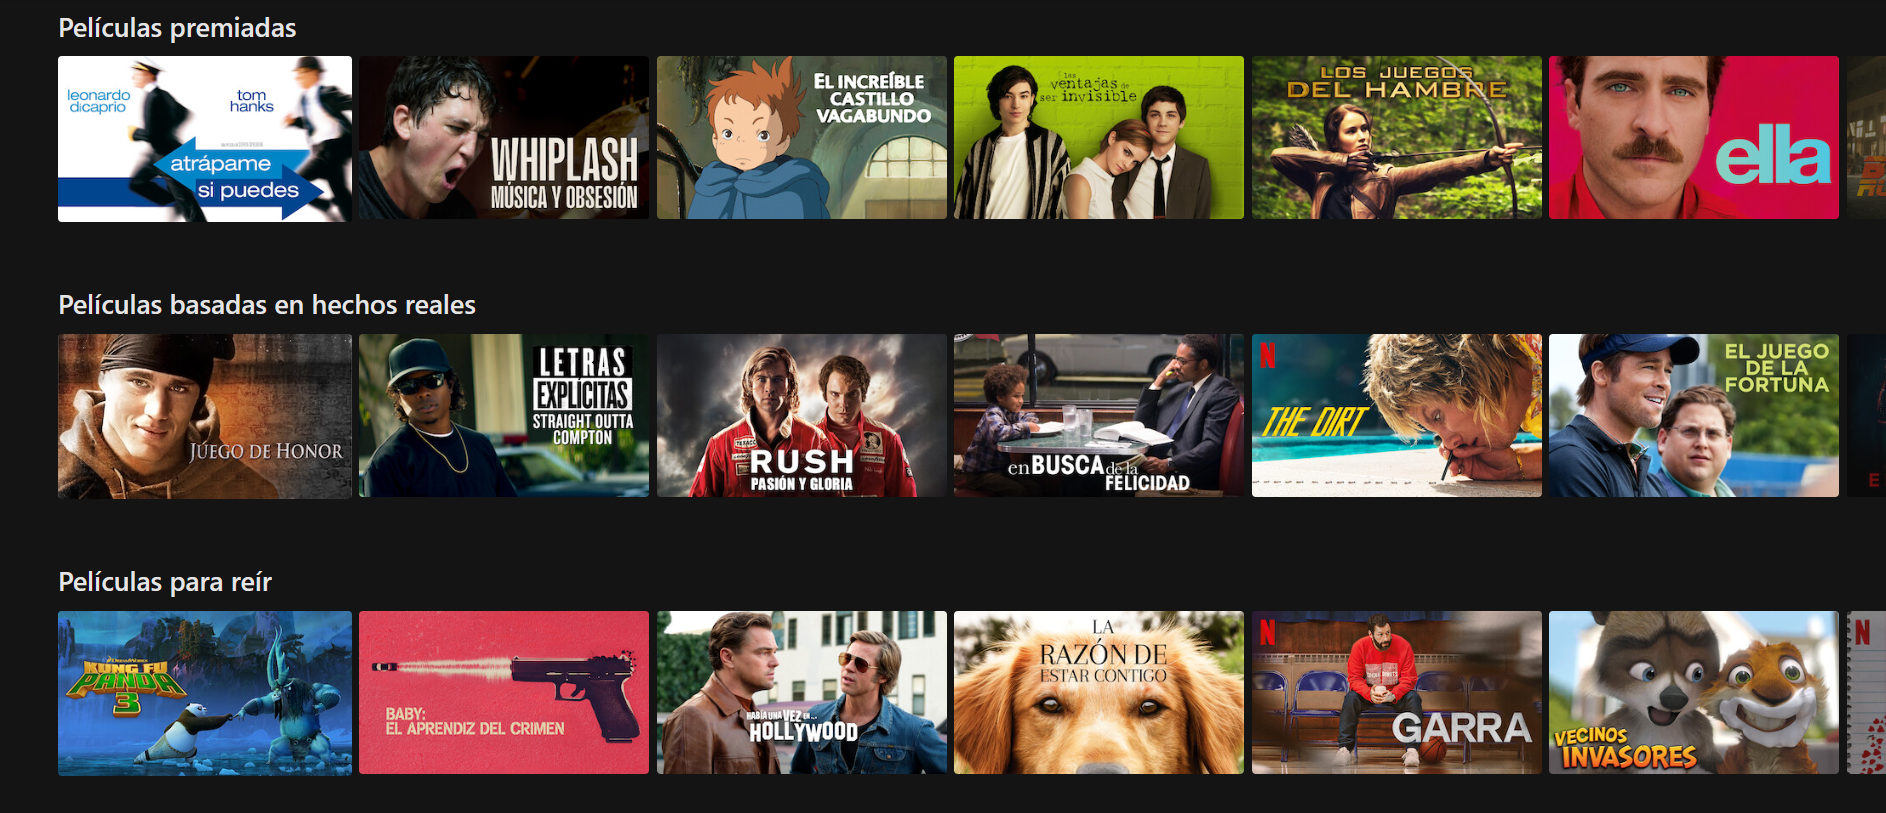 Películas premiadas
leonardo
dicaprio
tom
hanks
atrápame
si puedes
WHIPLASH
MÚSICA Y OBSESIÓN
EL INCREÍBLE
CASTILLO
VAGABUNDO
las
ventajas de
ser invisible
LOS JUEGOS
DEL HAMBRE
ella
Películas basadas en hechos reales
JUEGO DE HONOR
LETRAS
EXPLÍCITAS
STRAIGHT OUTTA
COMPTON
TEXACO
RUSH
PASIÓN Y GLORIA
en BUSCA de la
FELICIDAD
N
THE DIRT
EL JUEGO
DE LA
FORTUNA
E
Películas para reír
DREAMWORKS
KUNG FU
PANDA
3
BABY:
EL APRENDIZ DEL CRIMEN
HABÍA UNA VEZ EN...
HOLLYWOOD
LA
RAZÓN DE
ESTAR CONTIGO
N
GARRA
VECINOS
INVASORES
N